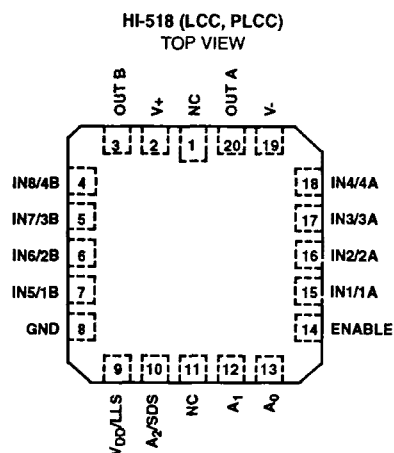 HI-518 (LCC, PLCC)
TOP VIEW
OUT B
V+
NC
OUT A
V-
3
2
1
20
19
IN8/4B 4
IN7/3B 5
IN6/2B 6
IN5/1B 7
GND 8
18 IN4/4A
17 IN3/3A
16 IN2/2A
15 IN1/1A
14 ENABLE
9
10
11
12
13
VDD/LLS
A2/SDS
NC
A1
A0